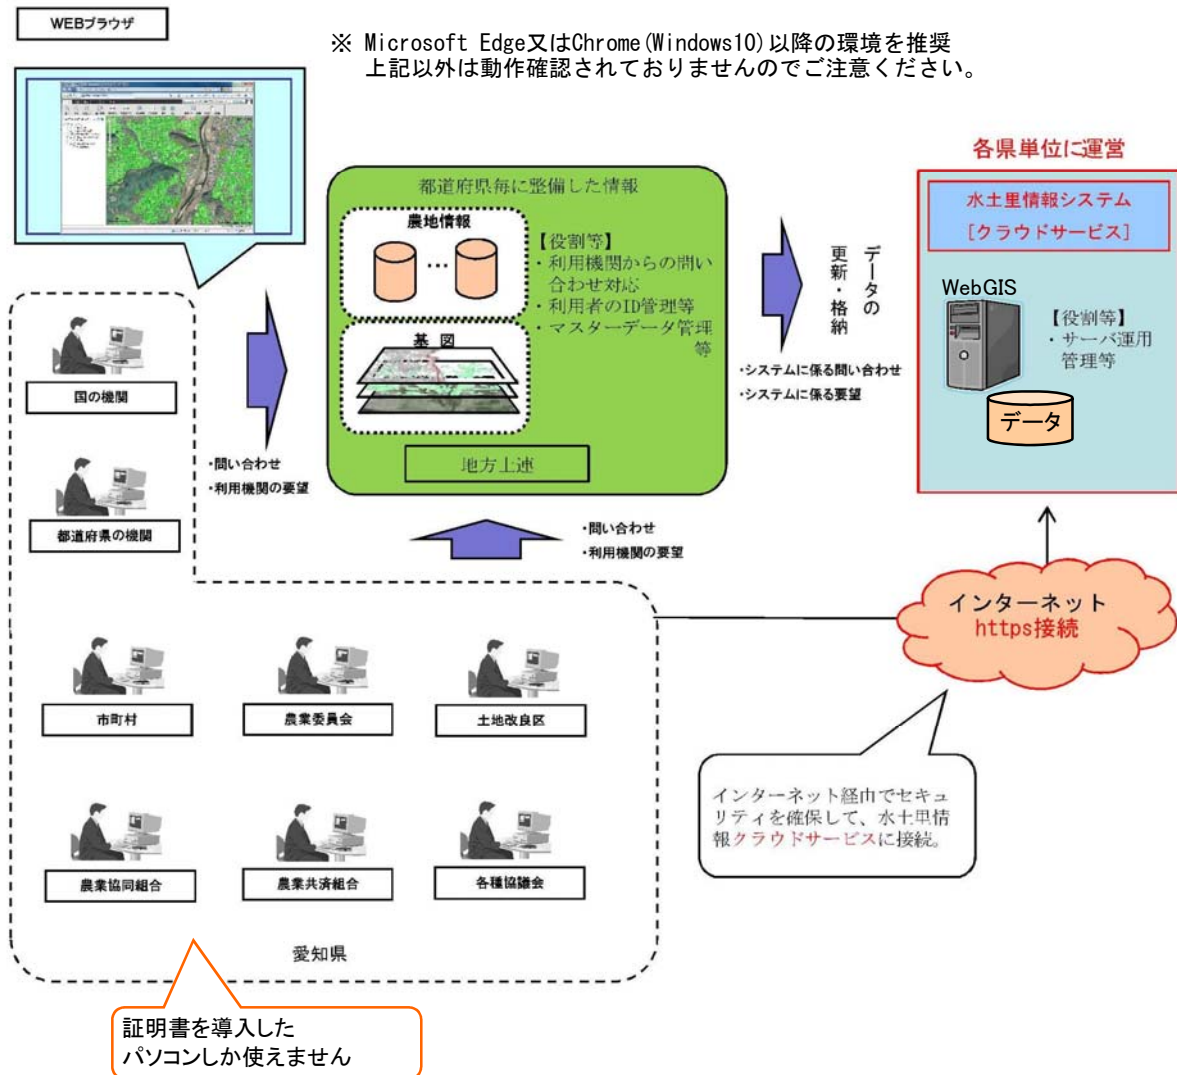 WEBブラウザ
※ Microsoft Edge又はChrome(Windows10)以降の環境を推奨
上記以外は動作確認されておりませんのでご注意ください。
都道府県毎に整備した情報
農地情報
…
【役割等】
・利用機関からの問い
合わせ対応
・利用者のID管理等
・マスターデータ管理
等
基 図
地方土連
データの
更新・格納
・システムに係る問い合わせ
・システムに係る要望
各県単位に運営
水土里情報システム
[クラウドサービス]
WebGIS
【役割等】
・サーバ運用
管理等
データ
国の機関
・問い合わせ
・利用機関の要望
都道府県の機関
・問い合わせ
・利用機関の要望
インターネット
https接続
市町村
農業委員会
土地改良区
インターネット経由でセキュ
リティを確保して、水土里情
報クラウドサービスに接続。
農業協同組合
農業共済組合
各種協議会
愛知県
証明書を導入した
パソコンしか使えません